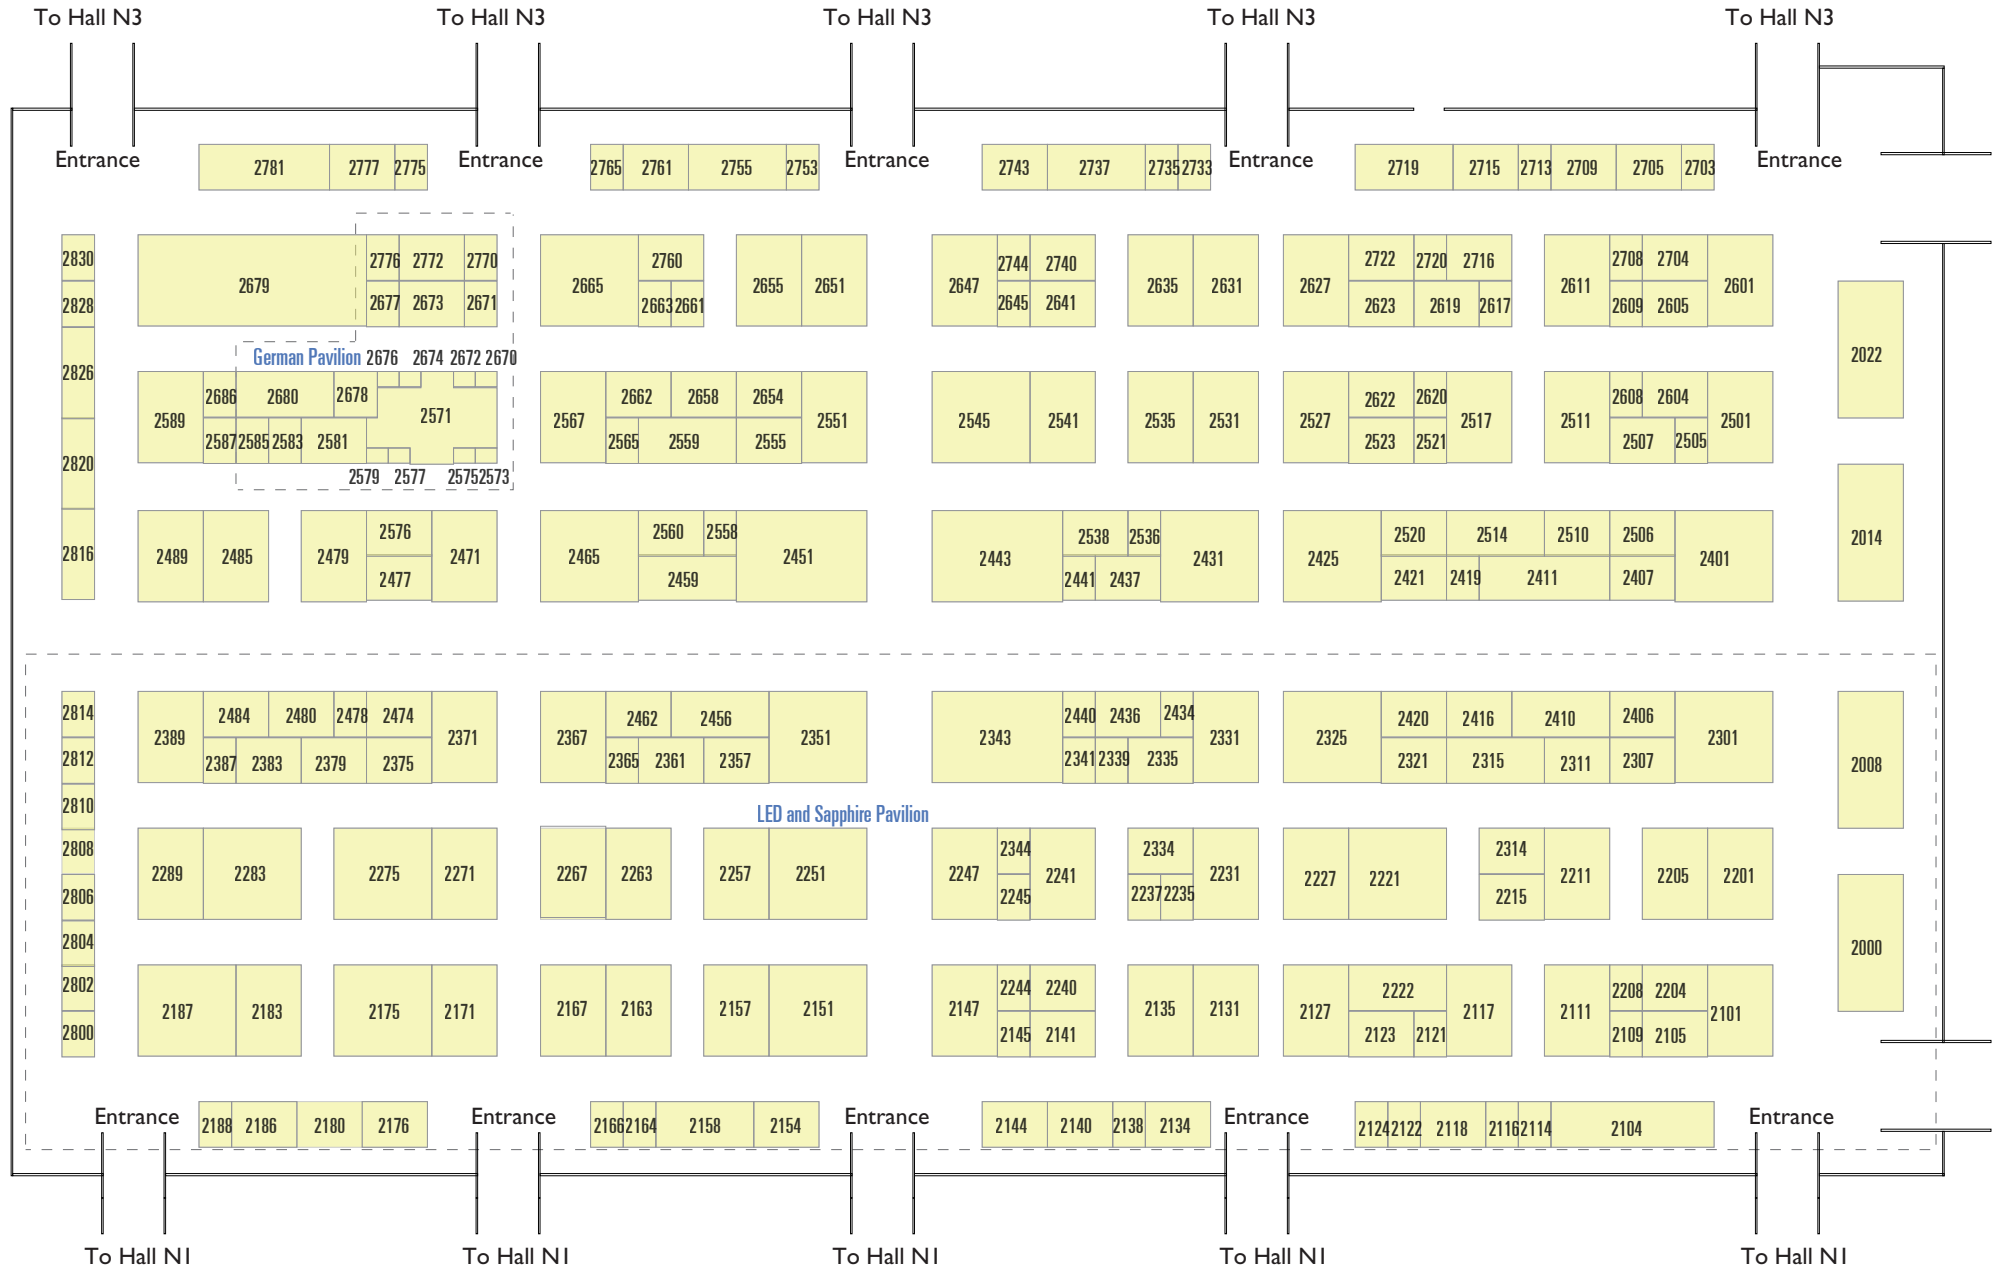 To Hall N3 To Hall N3 To Hall N3 To Hall N3 To Hall N3
Entrance 2781 2777 2775 Entrance 2765 2761 2755 2753 Entrance 2743 2737 2735 2733 Entrance 2719 2715 2713 2709 2705 2703 Entrance
2830 2776 2772 2770 2760 2744 2740 2722 2720 2716 2708 2704
2679 2665 2655 2651 2647 2635 2631 2627 2611 2601
2828 2677 2673 2671 2663 2661 2645 2641 2623 2619 2617 2609 2605
German Pavilion 2676 2674 2672 2670 2022
2826 2686 2680 2678 2662 2658 2654 2622 2620 2608 2604
2589 2571 2567 2551 2545 2541 2535 2531 2527 2517 2511 2501
2587 2585 2583 2581 2565 2559 2555 2523 2521 2507 2505
2820 2579 2577 2575 2573
2576 2560 2558 2538 2536 2520 2514 2510 2506 2014
2816 2489 2485 2479 2471 2465 2451 2443 2431 2425 2401
2477 2459 2441 2437 2421 2419 2411 2407
2814 2484 2480 2478 2474 2462 2456 2440 2436 2434 2420 2416 2410 2406
2389 2371 2367 2351 2343 2331 2325 2301
2812 2387 2383 2379 2375 2365 2361 2357 2341 2339 2335 2321 2315 2311 2307 2008
2810 LED and Sapphire Pavilion
2808 2344 2334 2314
2289 2283 2275 2271 2267 2263 2257 2251 2247 2241 2231 2227 2221 2211 2205 2201
2806 2245 2237 2235 2215
2804 2000
2802 2244 2240 2222 2208 2204
2187 2183 2175 2171 2167 2163 2157 2151 2147 2135 2131 2127 2117 2111 2101
2800 2145 2141 2123 2121 2109 2105
Entrance 2188 2186 2180 2176 Entrance 2166 2164 2158 2154 Entrance 2144 2140 2138 2134 Entrance 2124 2122 2118 2116 2114 2104 Entrance
To Hall N1 To Hall N1 To Hall N1 To Hall N1 To Hall N1